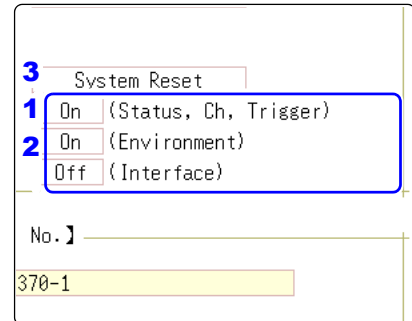 3 System Reset
1 On (Status, Ch, Trigger)
2 On (Environment)
Off (Interface)
No.】
370-1